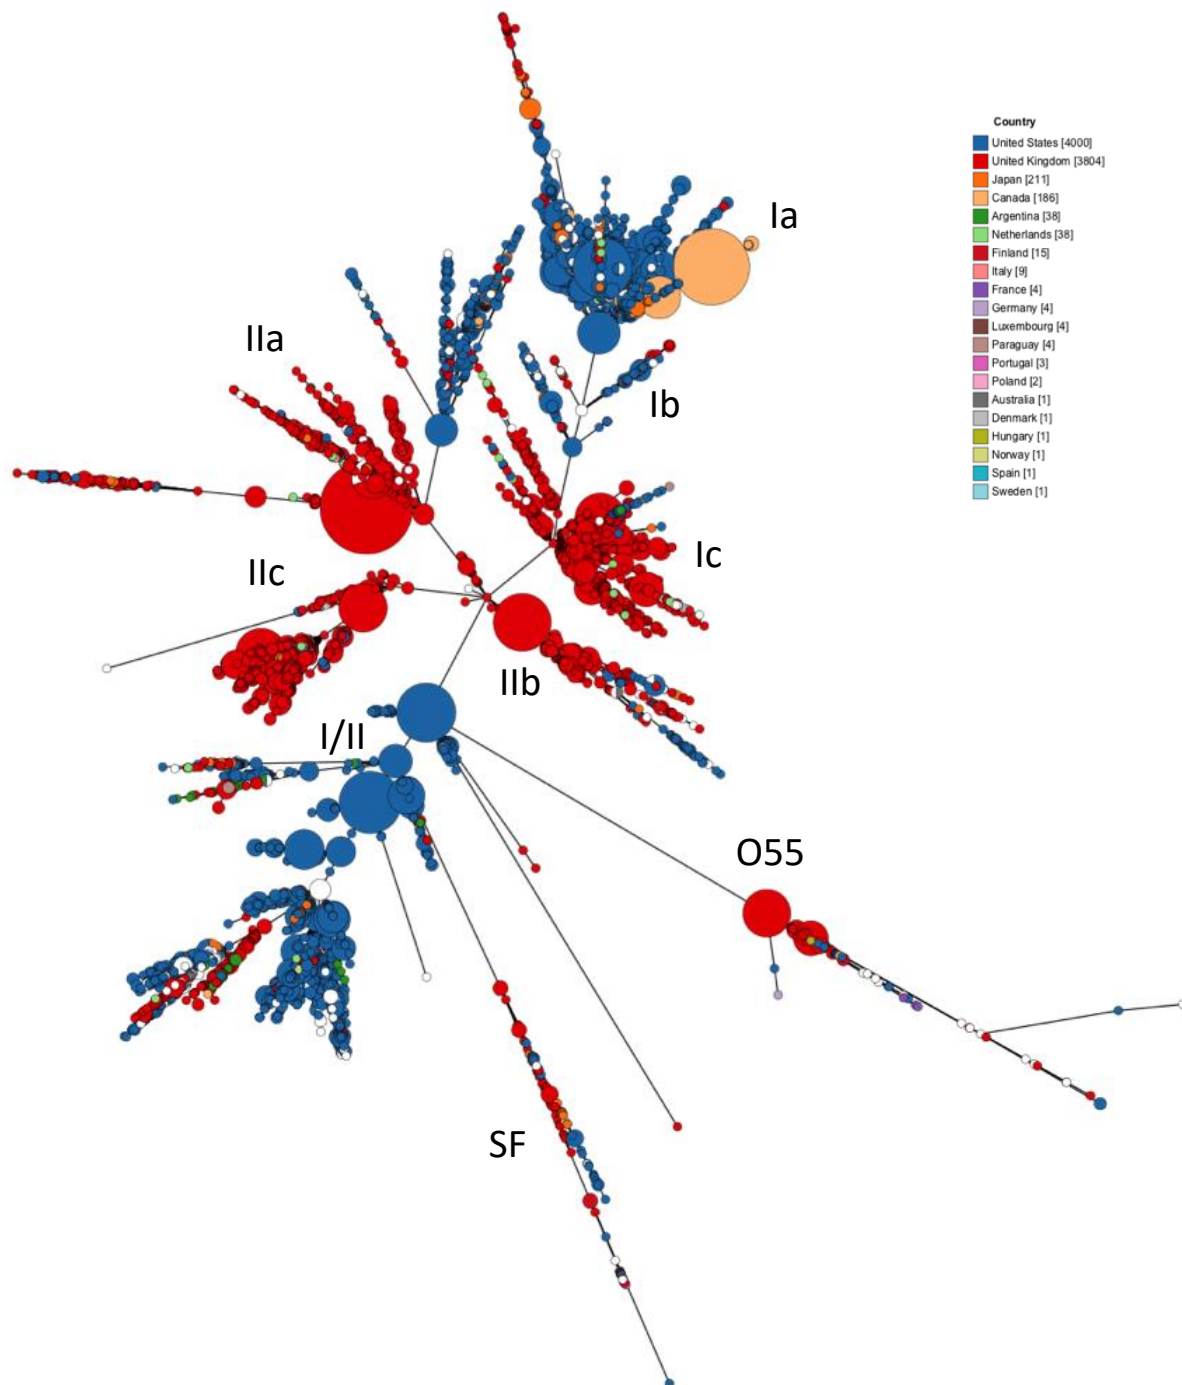 Country
United States [4000]
United Kingdom [3804]
Japan [211]
Canada [186]
Argentina [38]
Netherlands [38]
Finland [15]
Italy [9]
France [4]
Germany [4]
Luxembourg [4]
Paraguay [4]
Portugal [3]
Poland [2]
Australia [1]
Denmark [1]
Hungary [1]
Norway [1]
Spain [1]
Sweden [1]
Ia
IIa
Ib
Ic
IIc
IIb
I/II
O55
SF